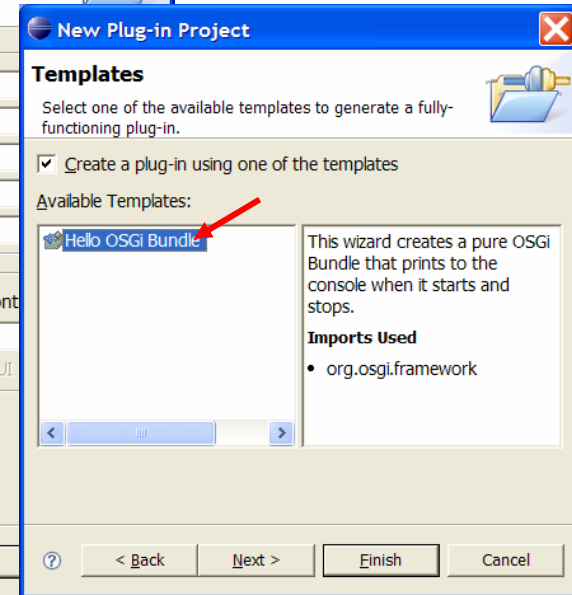 New Plug-in Project
Templates
Select one of the available templates to generate a fully-
functioning plug-in.
Create a plug-in using one of the templates
Available Templates:
Hello OSGi Bundle
This wizard creates a pure OSGi
Bundle that prints to the
console when it starts and
stops.
Imports Used
• org.osgi.framework
ont
UI
< Back
Next >
Finish
Cancel